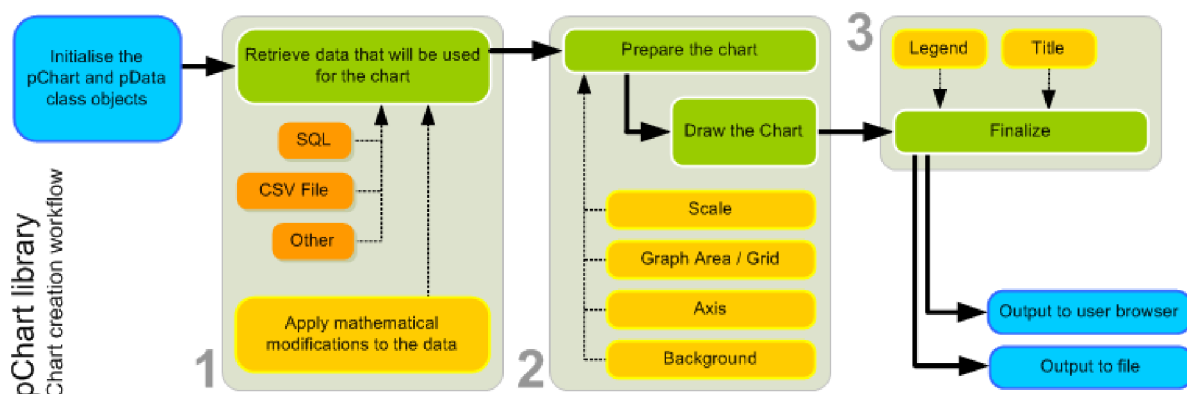 Initialise the
pChart and pData
class objects
pChart library
Chart creation workflow
1
Retrieve data that will be used
for the chart
SQL
CSV File
Other
Apply mathematical
modifications to the data
2
Prepare the chart
Draw the Chart
Scale
Graph Area / Grid
Axis
Background
3
Legend
Title
Finalize
Output to user browser
Output to file